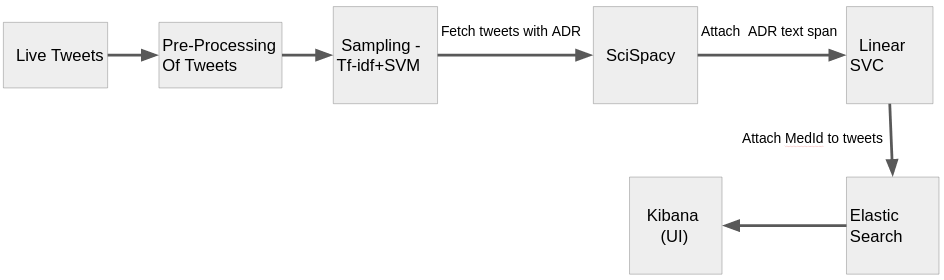 Live Tweets
Pre-Processing
Of Tweets
Sampling -
Tf-idf+SVM
Fetch tweets with ADR
SciSpacy
Attach ADR text span
Linear
SVC
Attach MedId to tweets
Elastic
Search
Kibana
(UI)